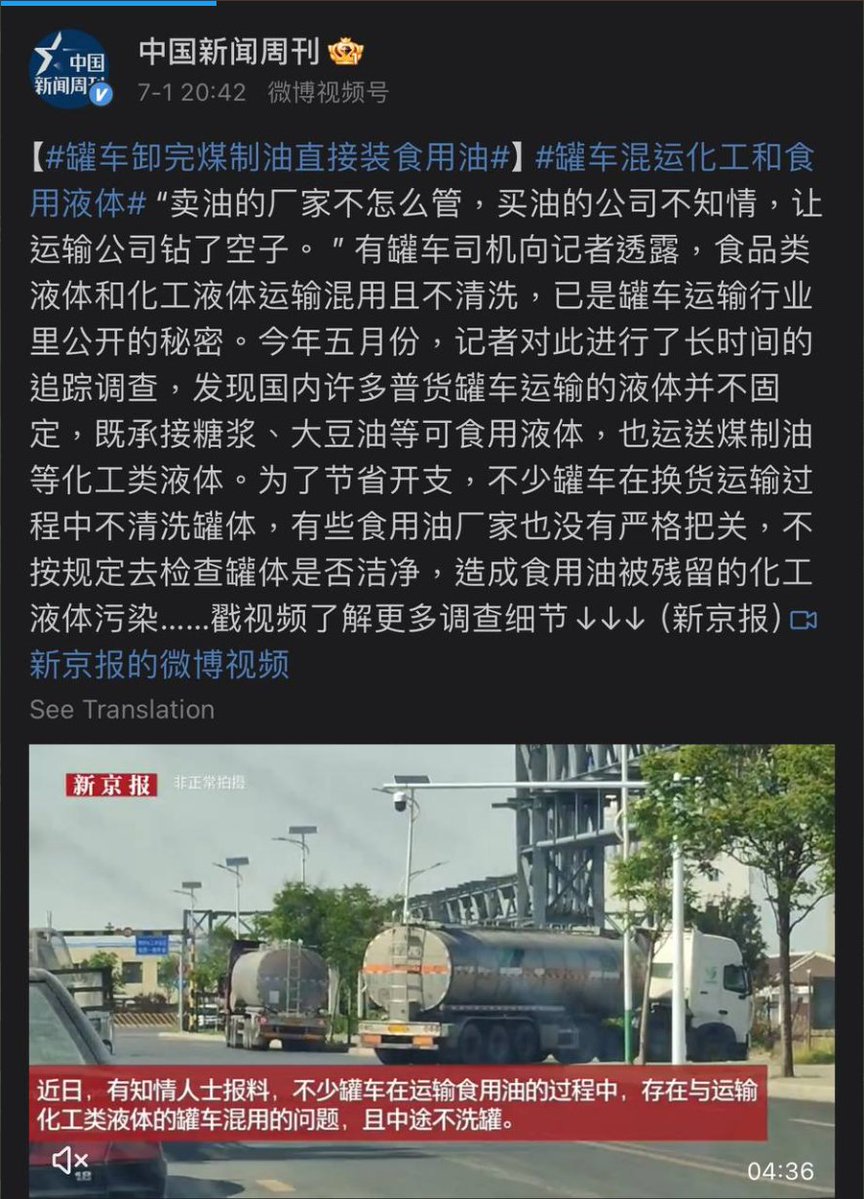 中国新闻周刊
中国
新闻周刊
7-1 20:42 微博视频号
【#罐车卸完煤制油直接装食用油#】#罐车混运化工和食
用液体# “卖油的厂家不怎么管，买油的公司不知情，让
运输公司钻了空子。”有罐车司机向记者透露，食品类
液体和化工液体运输混用且不清洗，已是罐车运输行业
里公开的秘密。今年五月份，记者对此进行了长时间的
追踪调查，发现国内许多普货罐车运输的液体并不固
定，既承接糖浆、大豆油等可食用液体，也运送煤制油
等化工类液体。为了节省开支，不少罐车在换货运输过
程中不清洗罐体，有些食用油厂家也没有严格把关，不
按规定去检查罐体是否洁净，造成食用油被残留的化工
液体污染......戳视频了解更多调查细节↓↓↓（新京报）
新京报的微博视频
See Translation
新京报 非正常拍摄
近日，有知情人士报料，不少罐车在运输食用油的过程中，存在与运输
化工类液体的罐车混用的问题，且中途不洗罐。
04:36